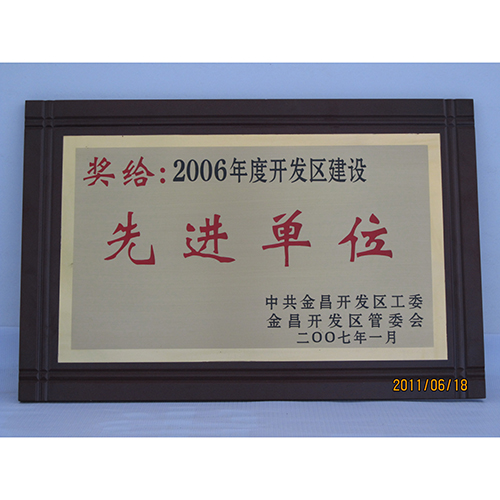 奖给:2006年度开发区建设
先进单位
中共金昌开发区工委
金昌开发区管委会
二〇〇七年一月
2011/06/18